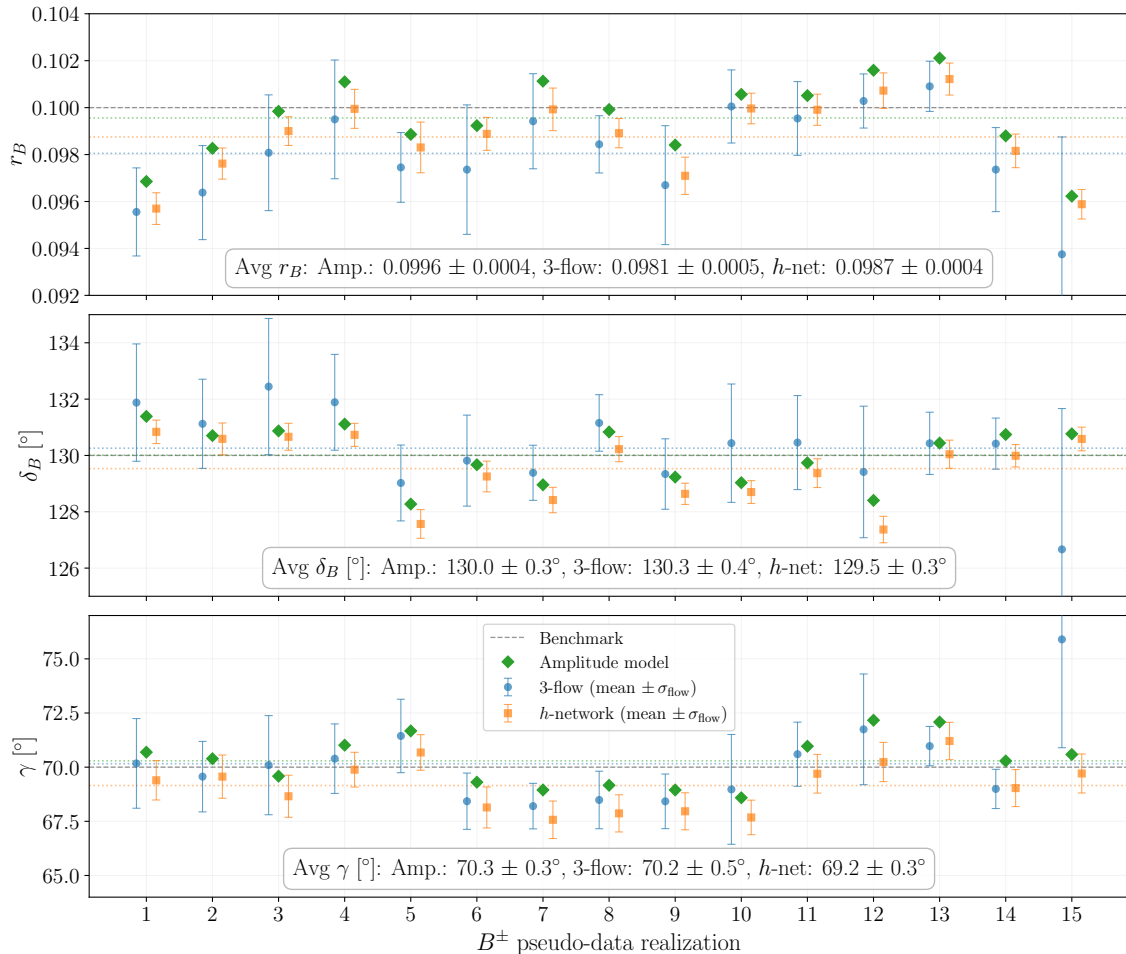 0.104
0.102
0.100
0.098
0.096
0.094
0.092
r_B
Avg r_B: Amp.: 0.0996 ± 0.0004, 3-flow: 0.0981 ± 0.0005, h-net: 0.0987 ± 0.0004
134
132
130
128
126
δ_B [°]
Avg δ_B [°]: Amp.: 130.0 ± 0.3°, 3-flow: 130.3 ± 0.4°, h-net: 129.5 ± 0.3°
75.0
72.5
70.0
67.5
65.0
γ [°]
Benchmark
Amplitude model
3-flow (mean ± σ_flow)
h-network (mean ± σ_flow)
Avg γ [°]: Amp.: 70.3 ± 0.3°, 3-flow: 70.2 ± 0.5°, h-net: 69.2 ± 0.3°
1 2 3 4 5 6 7 8 9 10 11 12 13 14 15
B^± pseudo-data realization